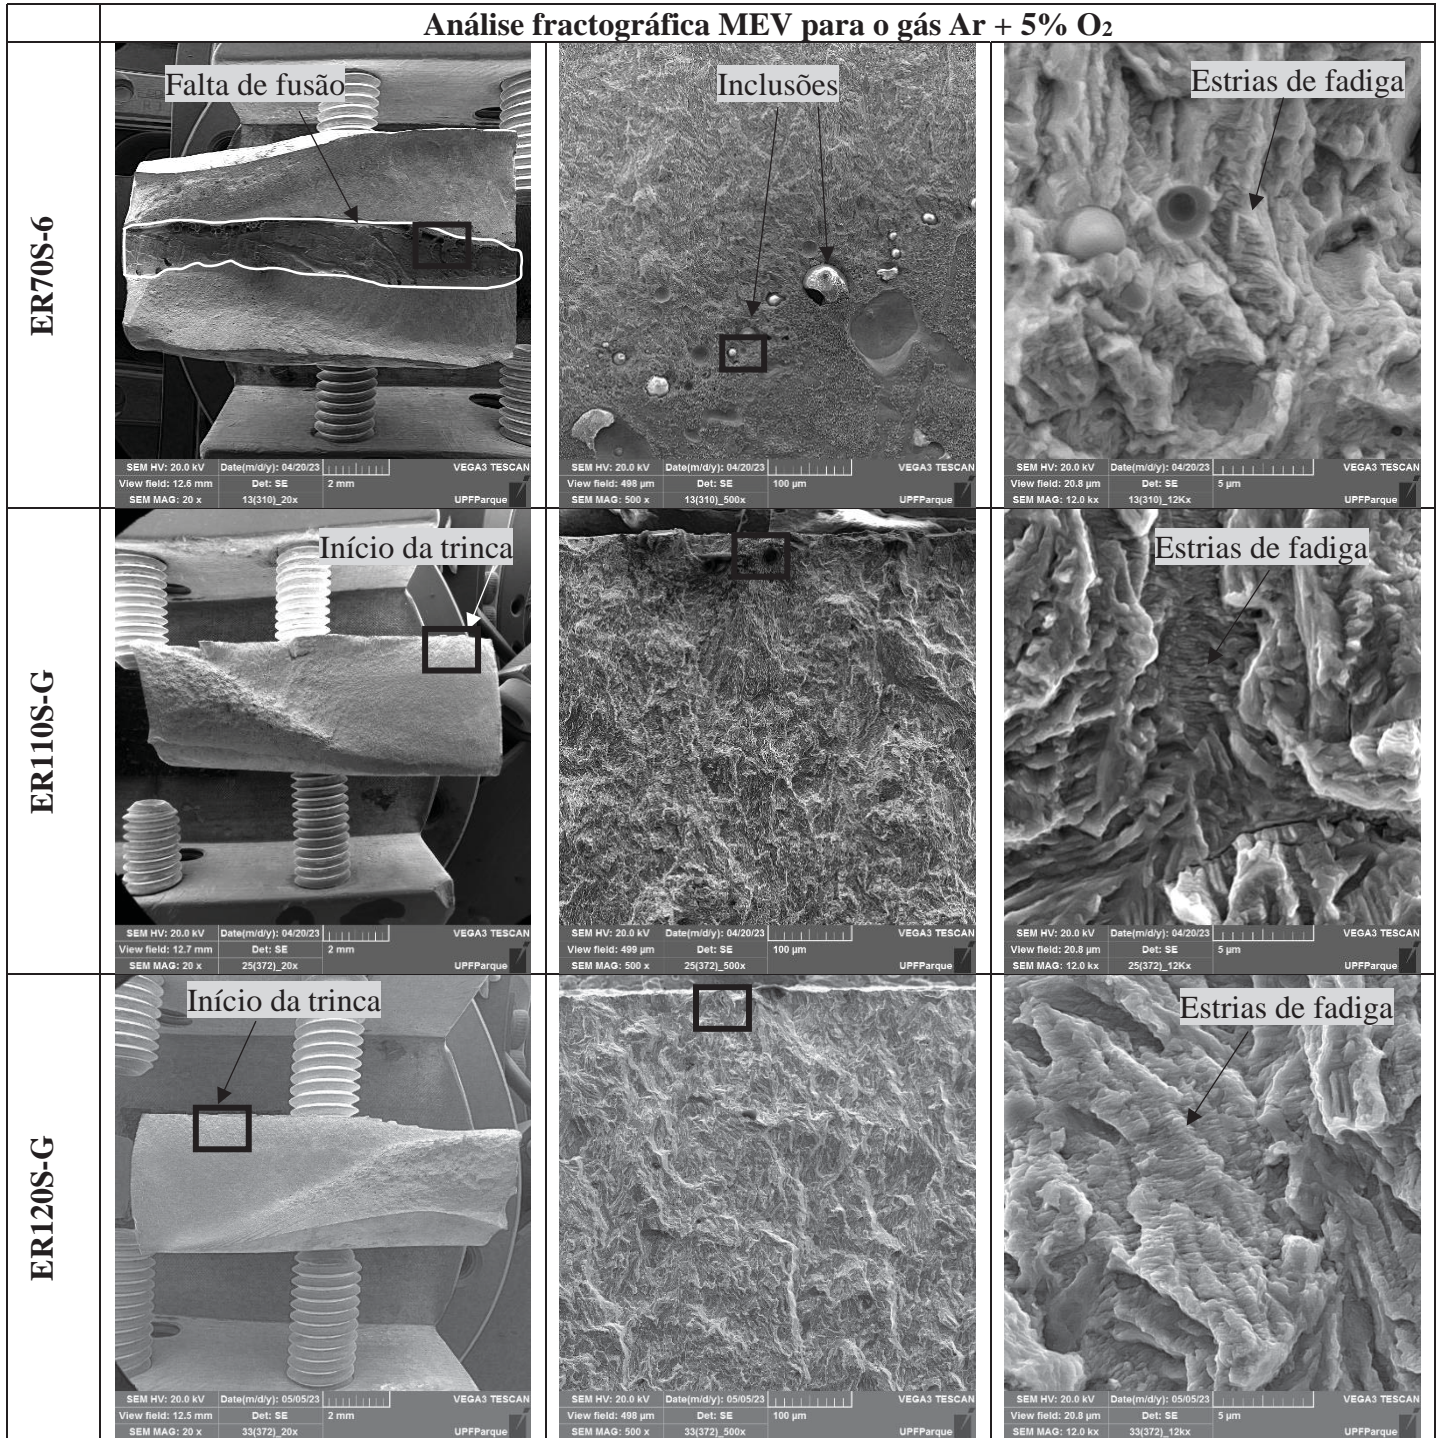 Análise fractográfica MEV para o gás Ar + 5% O₂
ER70S-6
Falta de fusão
SEM HV: 20.0 kV Date(m/d/y): 04/20/23 VEGA3 TESCAN
View field: 12.6 mm Det: SE 2 mm
SEM MAG: 20 x 13(310)_20x UPFParque
Inclusões
SEM HV: 20.0 kV Date(m/d/y): 04/20/23 VEGA3 TESCAN
View field: 498 µm Det: SE 100 µm
SEM MAG: 500 x 13(310)_500x UPFParque
Estrias de fadiga
SEM HV: 20.0 kV Date(m/d/y): 04/20/23 VEGA3 TESCAN
View field: 20.8 µm Det: SE 5 µm
SEM MAG: 12.0 kx 13(310)_12Kx UPFParque
ER110S-G
Início da trinca
SEM HV: 20.0 kV Date(m/d/y): 04/20/23 VEGA3 TESCAN
View field: 12.7 mm Det: SE 2 mm
SEM MAG: 20 x 25(372)_20x UPFParque
SEM HV: 20.0 kV Date(m/d/y): 04/20/23 VEGA3 TESCAN
View field: 499 µm Det: SE 100 µm
SEM MAG: 500 x 25(372)_500x UPFParque
Estrias de fadiga
SEM HV: 20.0 kV Date(m/d/y): 04/20/23 VEGA3 TESCAN
View field: 20.8 µm Det: SE 5 µm
SEM MAG: 12.0 kx 25(372)_12Kx UPFParque
ER120S-G
Início da trinca
SEM HV: 20.0 kV Date(m/d/y): 05/05/23 VEGA3 TESCAN
View field: 12.5 mm Det: SE 2 mm
SEM MAG: 20 x 33(372)_20x UPFParque
SEM HV: 20.0 kV Date(m/d/y): 05/05/23 VEGA3 TESCAN
View field: 498 µm Det: SE 100 µm
SEM MAG: 500 x 33(372)_500x UPFParque
Estrias de fadiga
SEM HV: 20.0 kV Date(m/d/y): 05/05/23 VEGA3 TESCAN
View field: 20.8 µm Det: SE 5 µm
SEM MAG: 12.0 kx 33(372)_12kx UPFParque